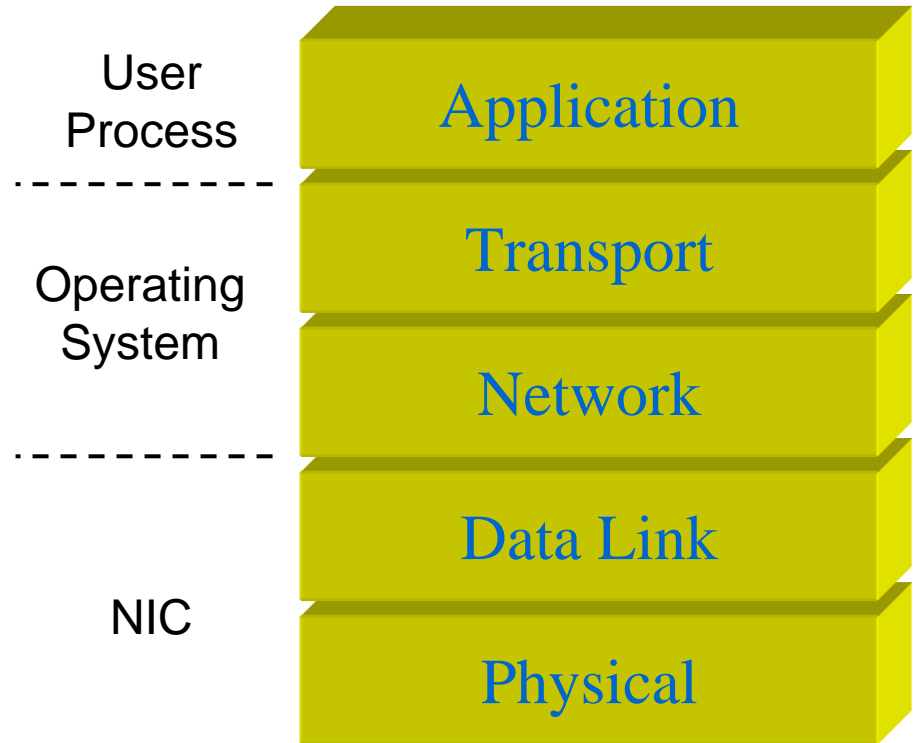 User
Process
Application
Transport
Operating
System
Network
Data Link
NIC
Physical